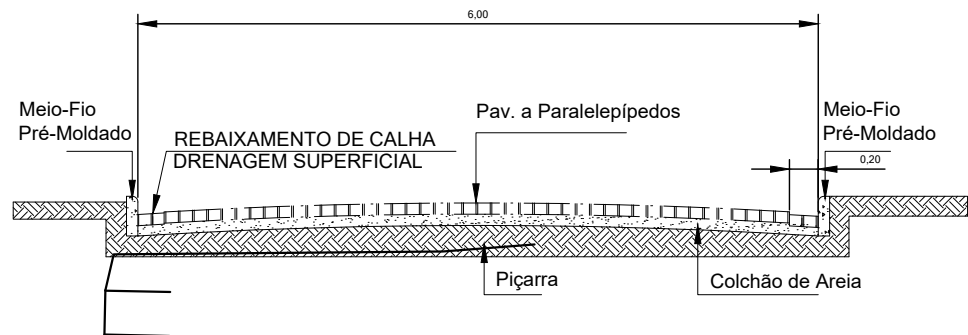 6,00
Meio-Fio
Pré-Moldado
REBAIXAMENTO DE CALHA
DRENAGEM SUPERFICIAL
Pav. a Paralelepípedos
Meio-Fio
Pré-Moldado
0,20
Piçarra
Colchão de Areia